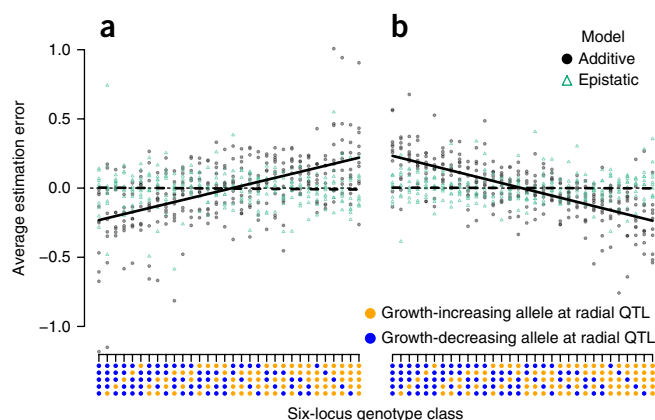 a
b
Model
Additive
Epistatic
Average estimation error
1.0
0.5
0.0
−0.5
−1.0
Growth-increasing allele at radial QTL
Growth-decreasing allele at radial QTL
Six-locus genotype class